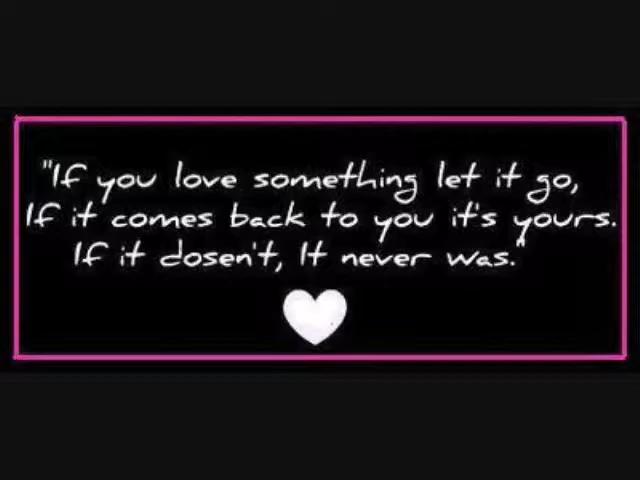 "If you love something let it go,
If it comes back to you it's yours.
If it dosen't, It never was."